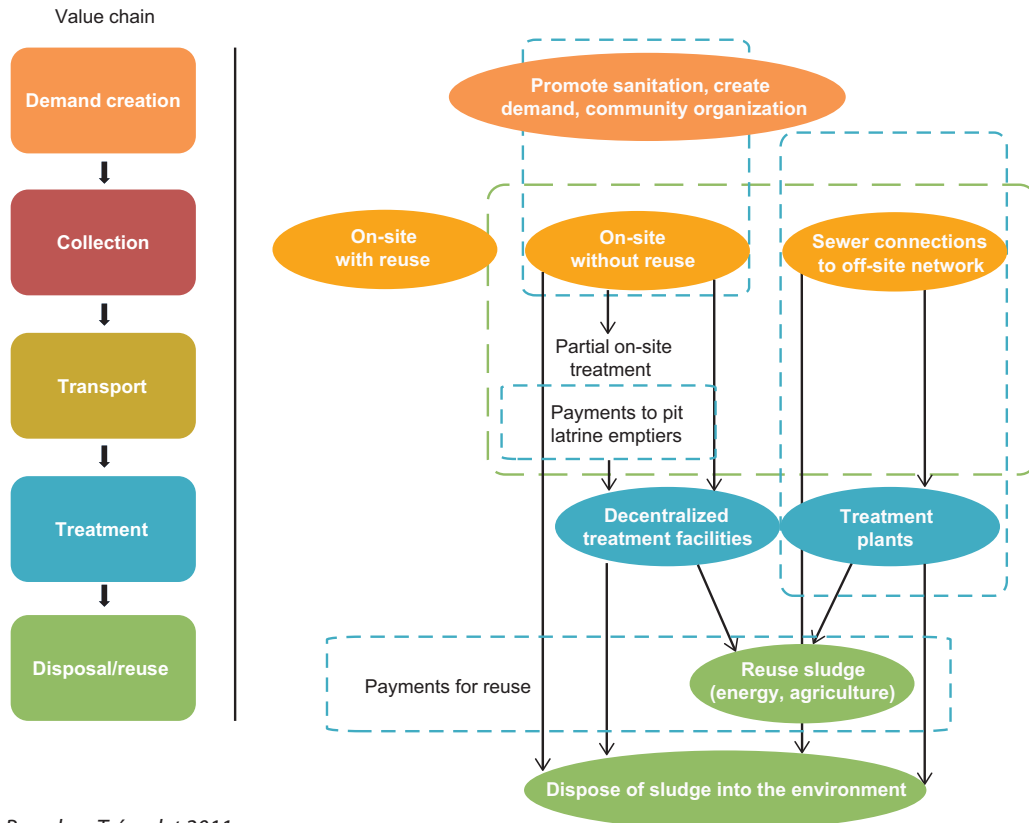 Value chain
Demand creation
Collection
Transport
Treatment
Disposal/reuse
Promote sanitation, create
demand, community organization
On-site
with reuse
On-site
without reuse
Sewer connections
to off-site network
Partial on-site
treatment
Payments to pit
latrine emptiers
Decentralized
treatment facilities
Treatment
plants
Payments for reuse
Reuse sludge
(energy, agriculture)
Dispose of sludge into the environment
2011